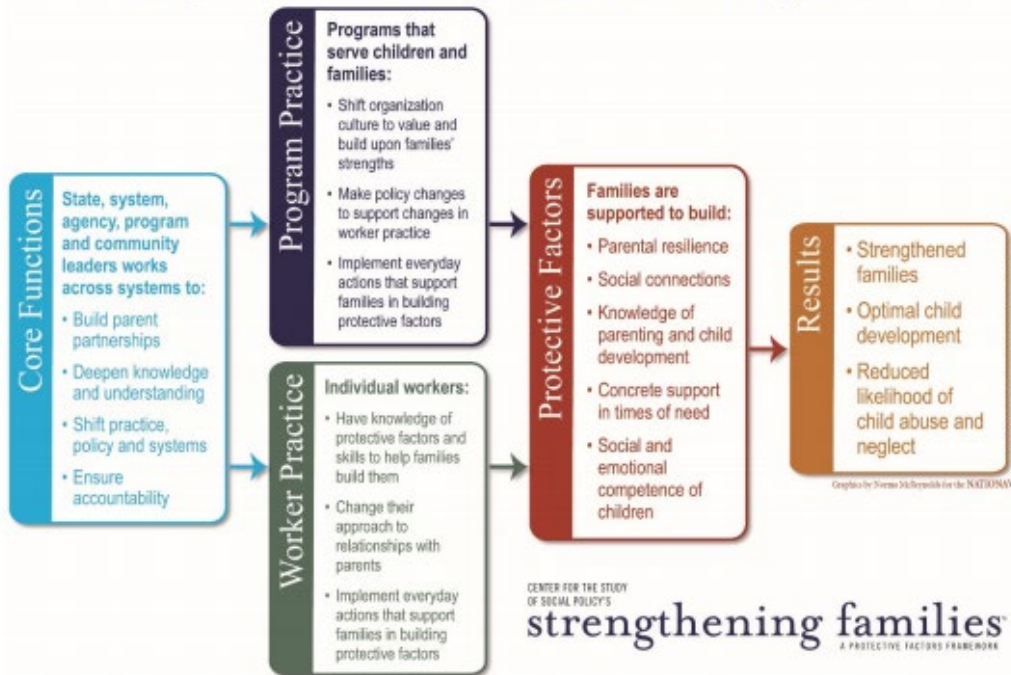 Core Functions
State, system,
agency, program
and community
leaders works
across systems to:
• Build parent
partnerships
• Deepen knowledge
and understanding
• Shift practice,
policy and systems
• Ensure
accountability
Program Practice
Programs that
serve children and
families:
• Shift organization
culture to value and
build upon families'
strengths
• Make policy changes
to support changes in
worker practice
• Implement everyday
actions that support
families in building
protective factors
Worker Practice
Individual workers:
• Have knowledge of
protective factors and
skills to help families
build them
• Change their
approach to
relationships with
parents
• Implement everyday
actions that support
families in building
protective factors
Protective Factors
Families are
supported to build:
• Parental resilience
• Social connections
• Knowledge of
parenting and child
development
• Concrete support
in times of need
• Social and
emotional
competence of
children
Results
• Strengthened
families
• Optimal child
development
• Reduced
likelihood of
child abuse and
neglect
Graphics by Norma McReynolds for the
CENTER FOR THE STUDY
OF SOCIAL POLICY'S
strengthening families
A PROTECTIVE FACTORS FRAMEWORK